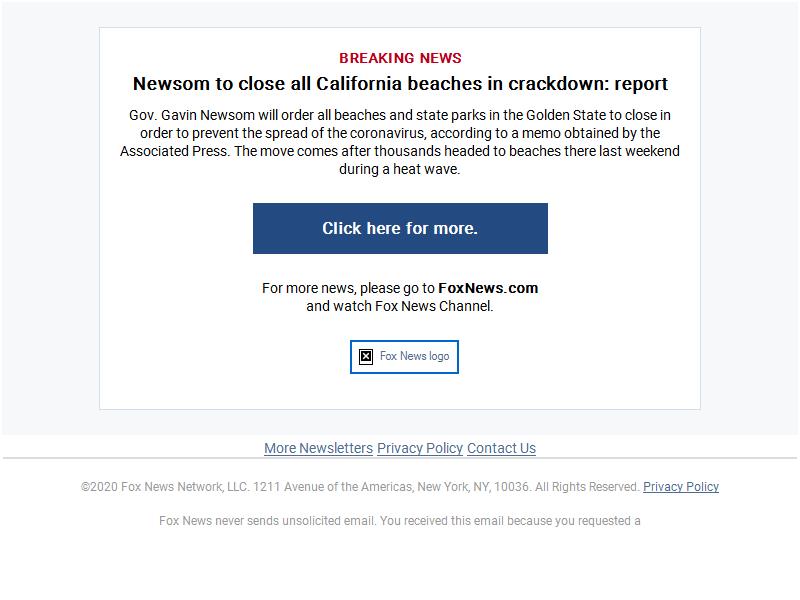 BREAKING NEWS
Newsom to close all California beaches in crackdown: report
Gov. Gavin Newsom will order all beaches and state parks in the Golden State to close in
order to prevent the spread of the coronavirus, according to a memo obtained by the
Associated Press. The move comes after thousands headed to beaches there last weekend
during a heat wave.
Click here for more.
For more news, please go to FoxNews.com
and watch Fox News Channel.
Fox News logo
More Newsletters Privacy Policy Contact Us
©2020 Fox News Network, LLC. 1211 Avenue of the Americas, New York, NY, 10036. All Rights Reserved. Privacy Policy
Fox News never sends unsolicited email. You received this email because you requested a